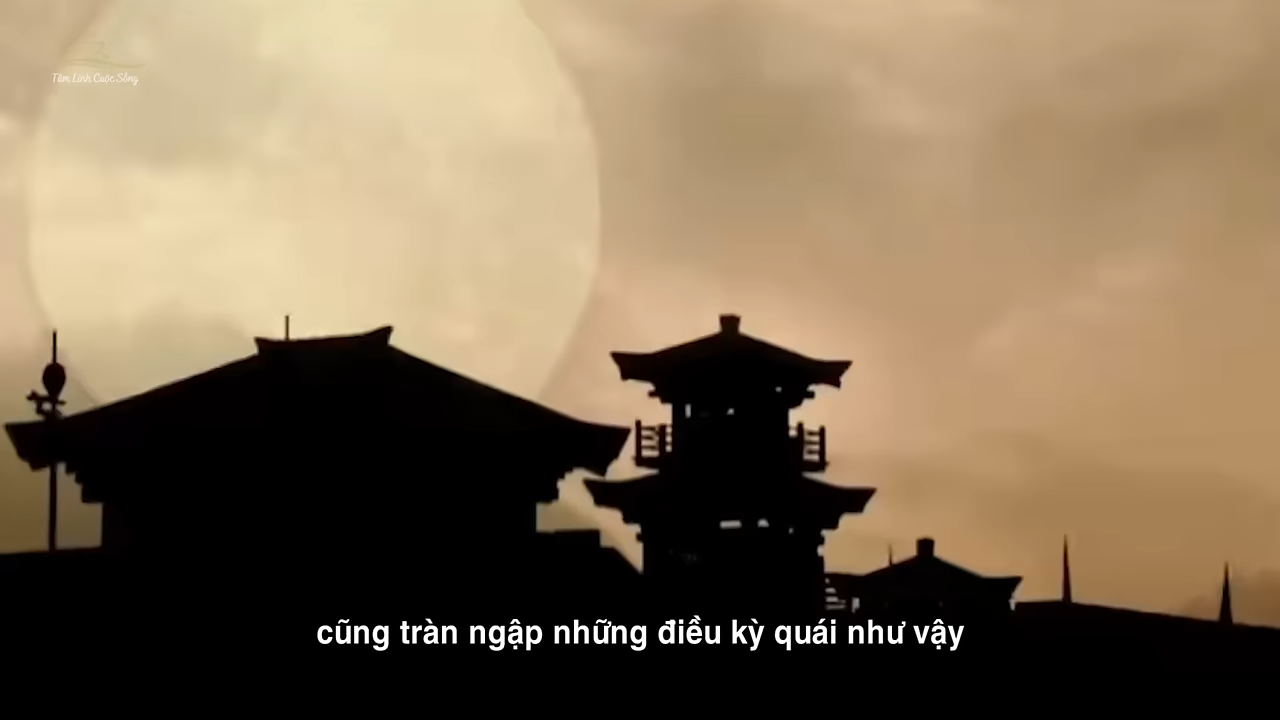 Tâm Linh Cuộc Sống
cũng tràn ngập những điều kỳ quái như vậy